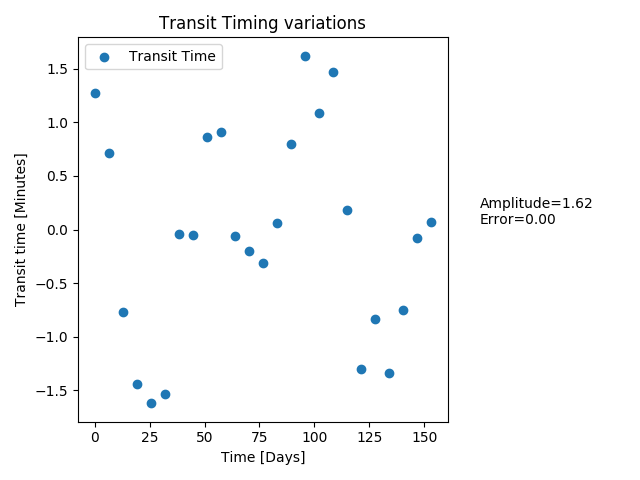 Transit Timing variations
Transit Time
1.5
1.0
0.5
0.0
−0.5
−1.0
−1.5
Transit time [Minutes]
0
25
50
75
100
125
150
Time [Days]
Amplitude=1.62
Error=0.00